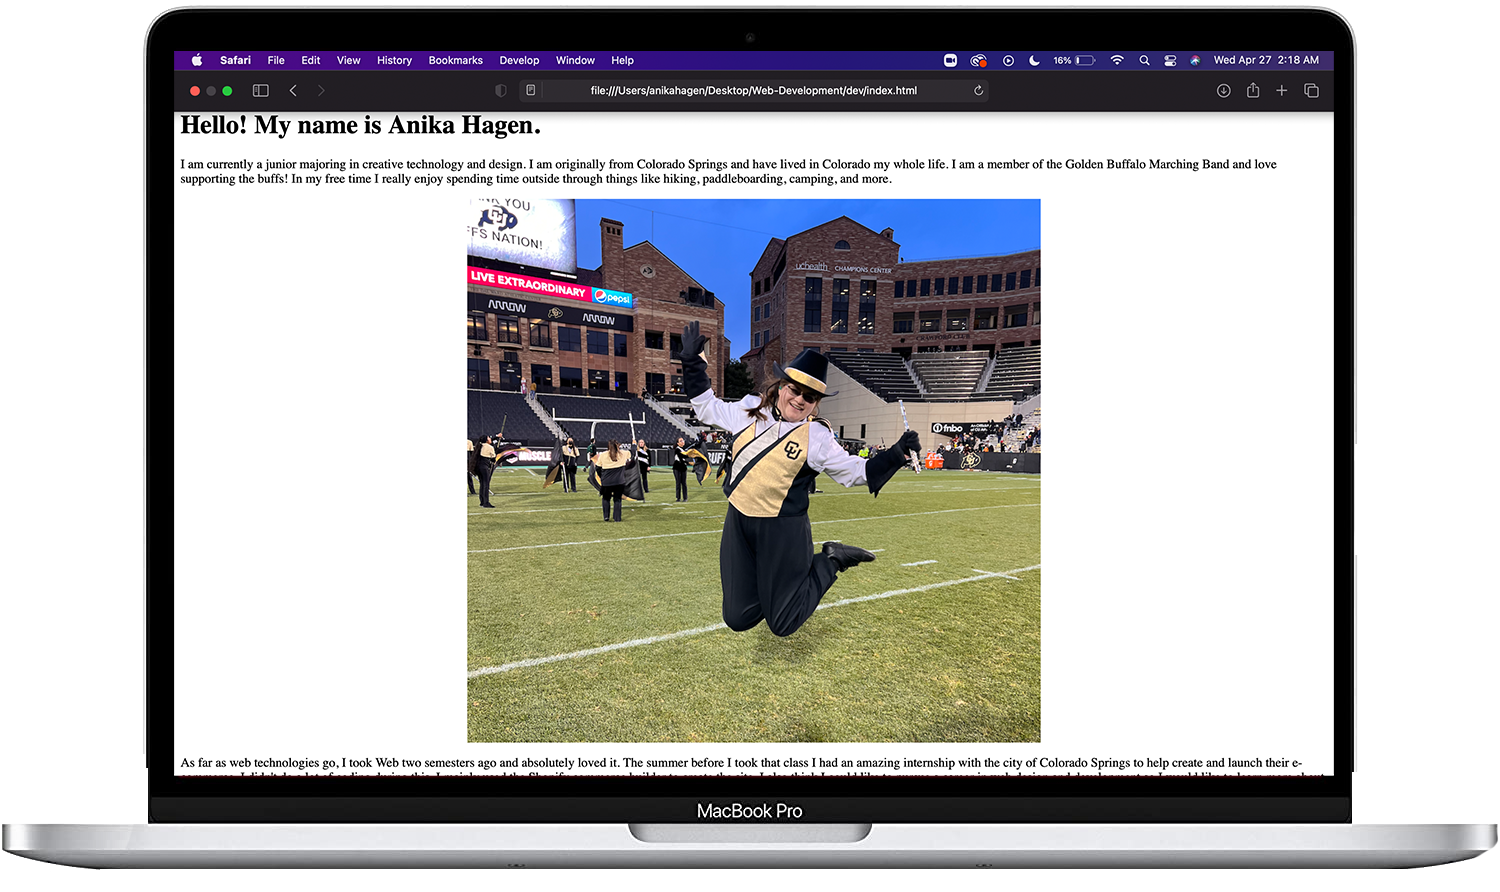 Safari File Edit View History Bookmarks Develop Window Help 16% Wed Apr 27 2:18 AM
file:///Users/anikahagen/Desktop/Web-Development/dev/index.html
Hello! My name is Anika Hagen.
I am currently a junior majoring in creative technology and design. I am originally from Colorado Springs and have lived in Colorado my whole life. I am a member of the Golden Buffalo Marching Band and love
supporting the buffs! In my free time I really enjoy spending time outside through things like hiking, paddleboarding, camping, and more.
YOU
CU
NATION!
LIVE EXTRAORDINARY pepsi
ARROW ARROW
uchealth CHAMPIONS CENTER
fnbo
MUSCLE
CU
As far as web technologies go, I took Web two semesters ago and absolutely loved it. The summer before I took that class I had an amazing internship with the city of Colorado Springs to help create and launch their e-
MacBook Pro